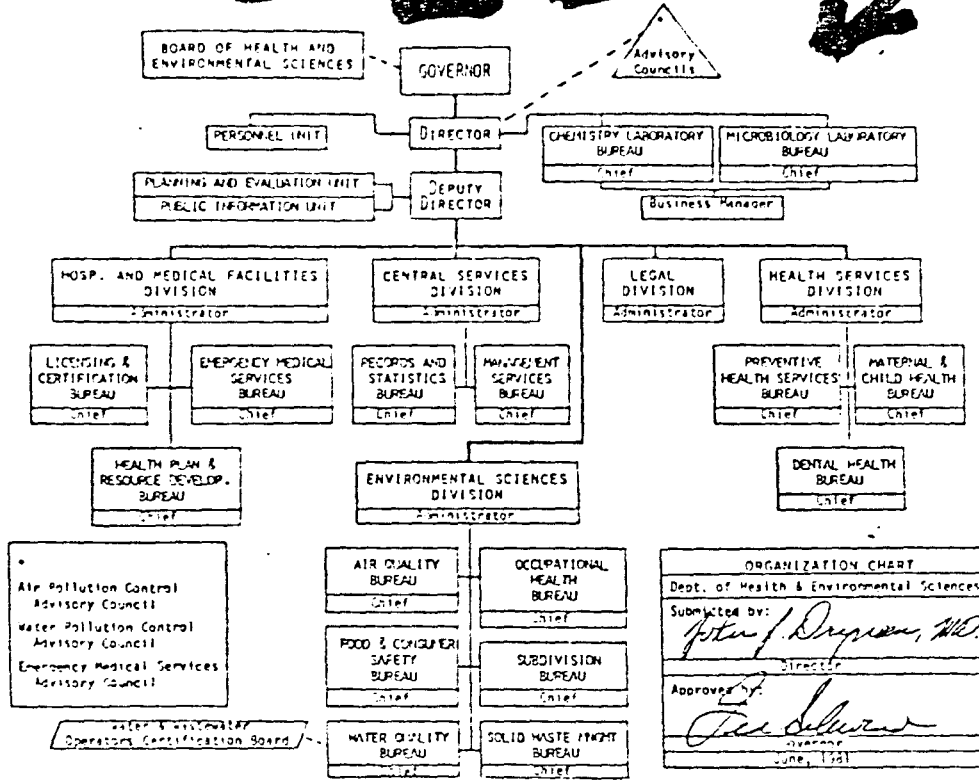 BOARD OF HEALTH AND
ENVIRONMENTAL SCIENCES
GOVERNOR
Advisory
Councils
PERSONNEL UNIT
DIRECTOR
CHEMISTRY LABORATORY
BUREAU
Chief
MICROBIOLOGY LABORATORY
BUREAU
Chief
PLANNING AND EVALUATION UNIT
PUBLIC INFORMATION UNIT
DEPUTY
DIRECTOR
Business Manager
HOSP. AND MEDICAL FACILITIES
DIVISION
Administrator
CENTRAL SERVICES
DIVISION
Administrator
LEGAL
DIVISION
Administrator
HEALTH SERVICES
DIVISION
Administrator
LICENSING &
CERTIFICATION
BUREAU
Chief
EMERGENCY MEDICAL
SERVICES
BUREAU
Chief
RECORDS AND
STATISTICS
BUREAU
Chief
MANAGEMENT
SERVICES
BUREAU
Chief
PREVENTIVE
HEALTH SERVICES
BUREAU
Chief
MATERNAL &
CHILD HEALTH
BUREAU
Chief
HEALTH PLAN &
RESOURCE DEVELOP.
BUREAU
Chief
ENVIRONMENTAL SCIENCES
DIVISION
Administrator
DENTAL HEALTH
BUREAU
Chief
*
Air Pollution Control
Advisory Council
Water Pollution Control
Advisory Council
Emergency Medical Services
Advisory Council
AIR QUALITY
BUREAU
Chief
OCCUPATIONAL
HEALTH
BUREAU
Chief
FOOD & CONSUMER
SAFETY
BUREAU
Chief
SUBDIVISION
BUREAU
Chief
Water & Wastewater
Operators Certification Board
WATER QUALITY
BUREAU
Chief
SOLID WASTE MNGMT
BUREAU
Chief
ORGANIZATION CHART
Dept. of Health & Environmental Sciences
Submitted by:
John J.
Director
Approved by:
Governor
June, 1981